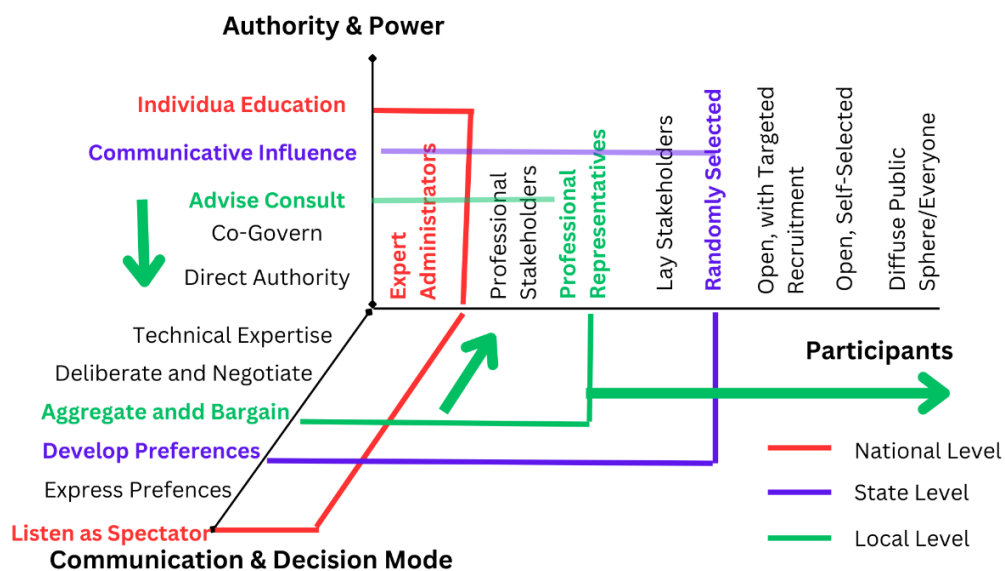 Authority & Power
Individua Education
Communicative Influence
Advise Consult
Co-Govern
Direct Authority
Expert
Administrators
Professional
Stakeholders
Professional
Representatives
Lay Stakeholders
Randomly Selected
Open, with Targeted
Recruitment
Open, Self-Selected
Diffuse Public
Sphere/Everyone
Technical Expertise
Deliberate and Negotiate
Aggregate andd Bargain
Develop Preferences
Express Prefences
Listen as Spectator
Communication & Decision Mode
Participants
National Level
State Level
Local Level